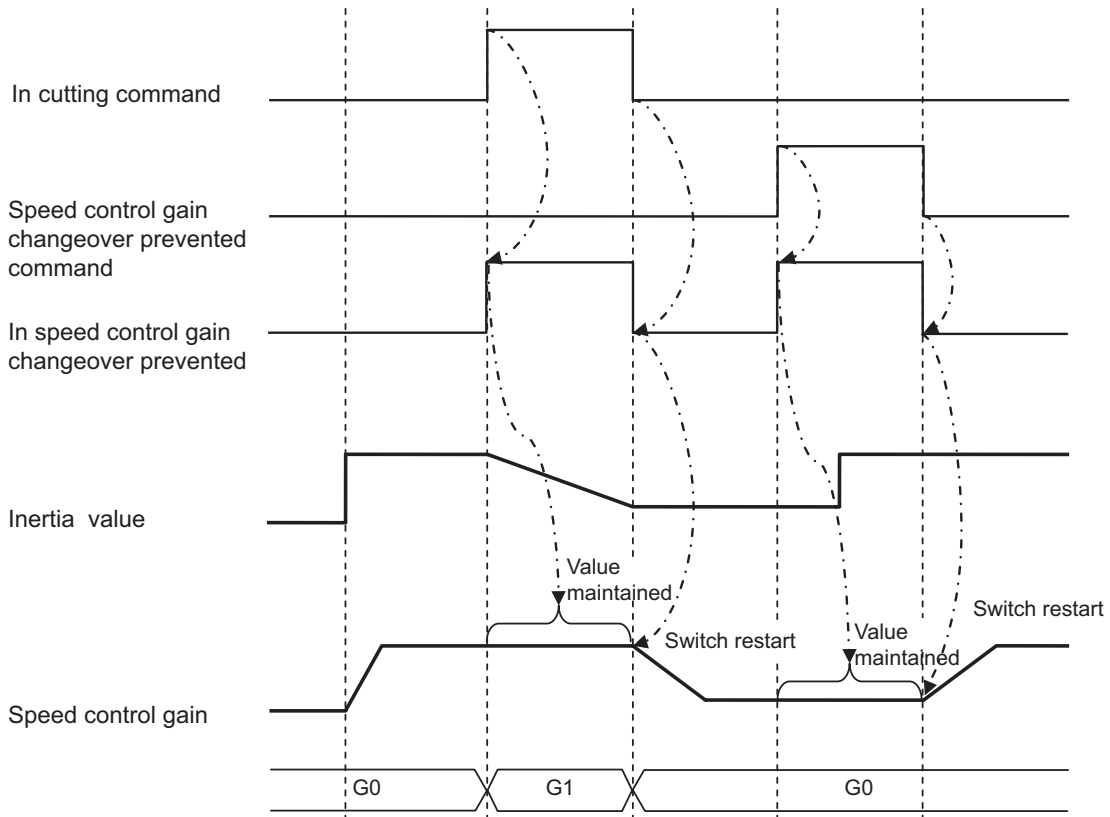 In cutting command
Speed control gain
changeover prevented
command
In speed control gain
changeover prevented
Inertia value
Value
maintained
Switch restart
Value
maintained
Switch restart
Speed control gain
G0
G1
G0